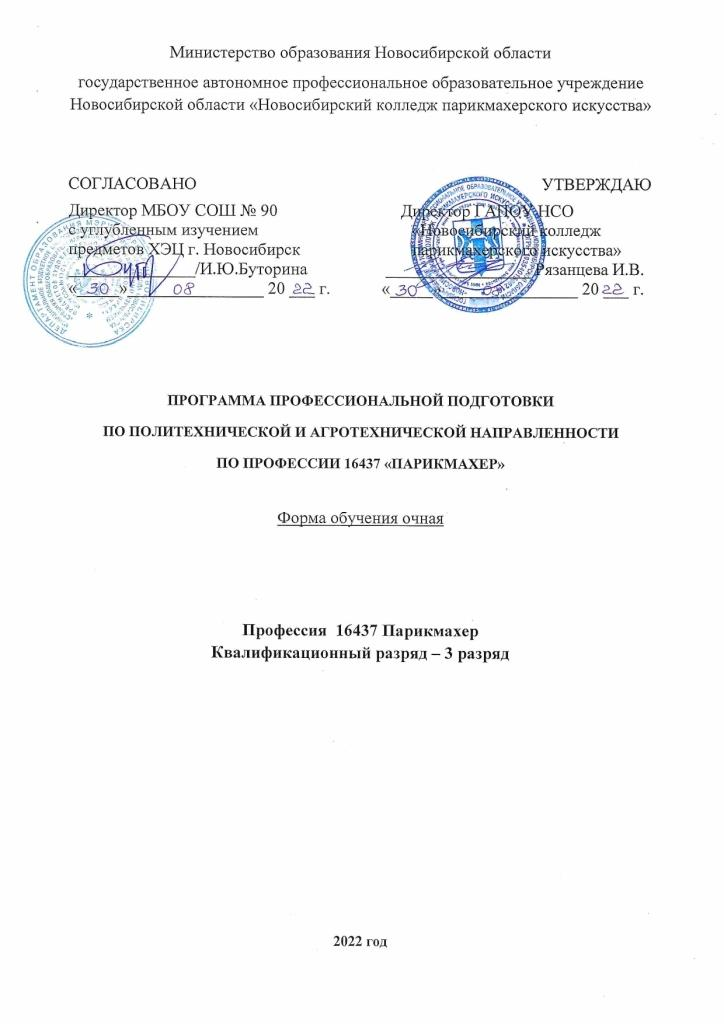 Министерство образования Новосибирской области
государственное автономное профессиональное образовательное учреждение
Новосибирской области «Новосибирский колледж парикмахерского искусства»
СОГЛАСОВАНО
Директор МБОУ СОШ № 90
с углубленным изучением
предметов ХЭЦ г. Новосибирск
/И.Ю.Буторина
« 30 » 08 20 22 г.
УТВЕРЖДАЮ
Директор ГАПОУ НСО
«Новосибирский колледж
парикмахерского искусства»
Рязанцева И.В.
« 30 » 08 20 22 г.
ПРОГРАММА ПРОФЕССИОНАЛЬНОЙ ПОДГОТОВКИ
ПО ПОЛИТЕХНИЧЕСКОЙ И АГРОТЕХНИЧЕСКОЙ НАПРАВЛЕННОСТИ
ПО ПРОФЕССИИ 16437 «ПАРИКМАХЕР»
Форма обучения очная
Профессия 16437 Парикмахер
Квалификационный разряд – 3 разряд
2022 год